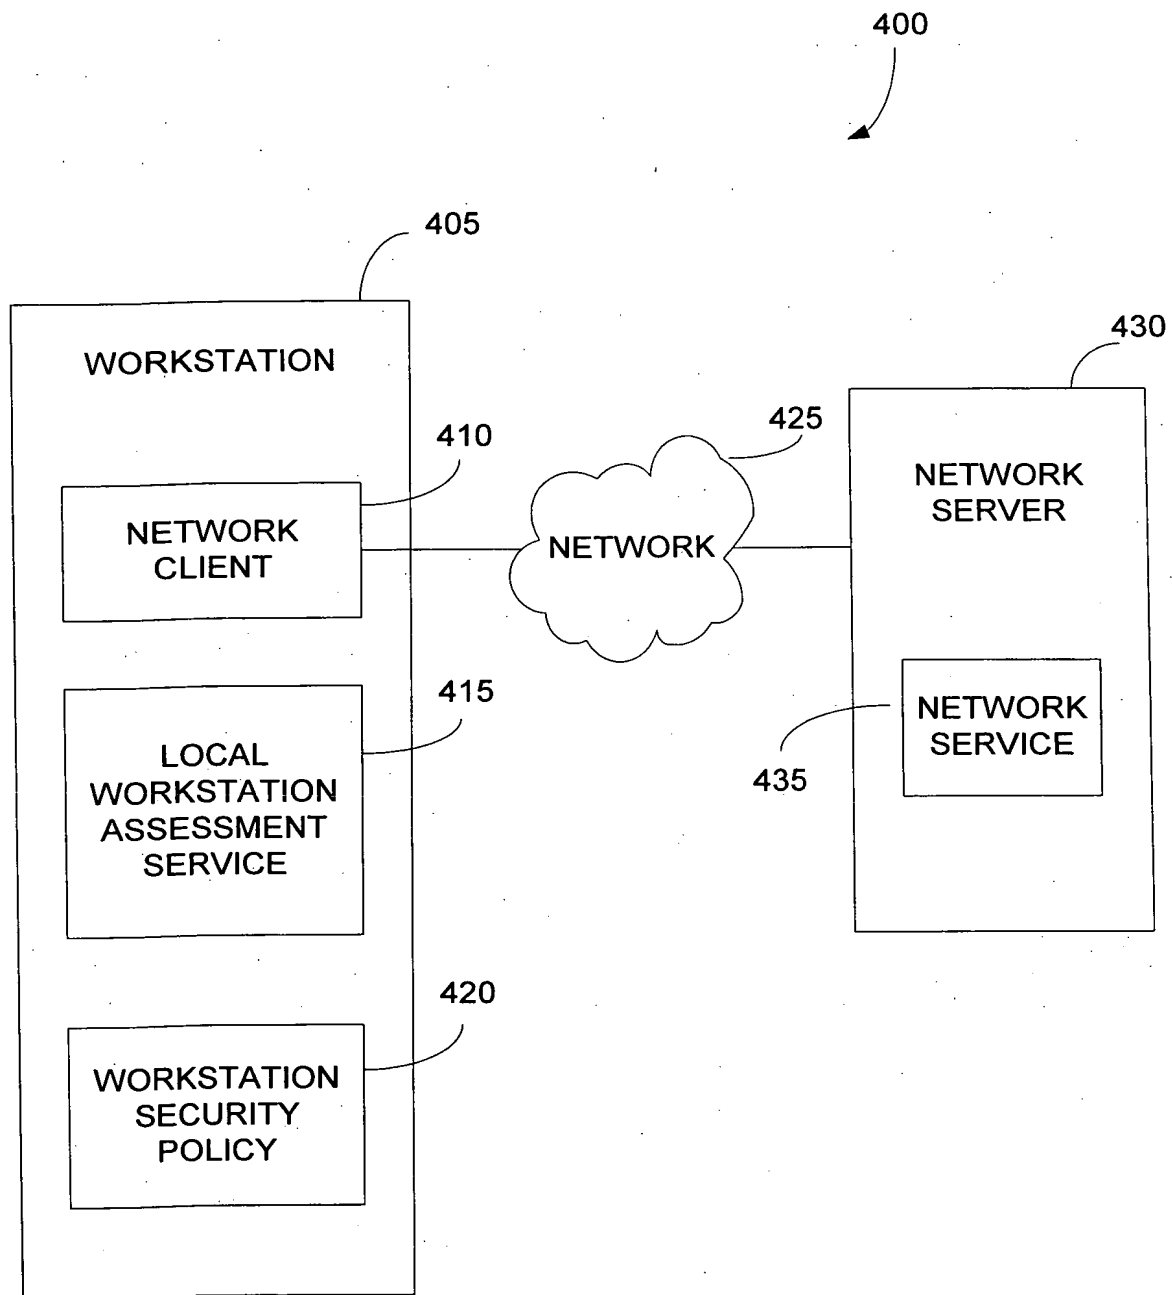 400
405
WORKSTATION
410
NETWORK
CLIENT
425
NETWORK
430
NETWORK
SERVER
415
LOCAL
WORKSTATION
ASSESSMENT
SERVICE
NETWORK
SERVICE
435
420
WORKSTATION
SECURITY
POLICY